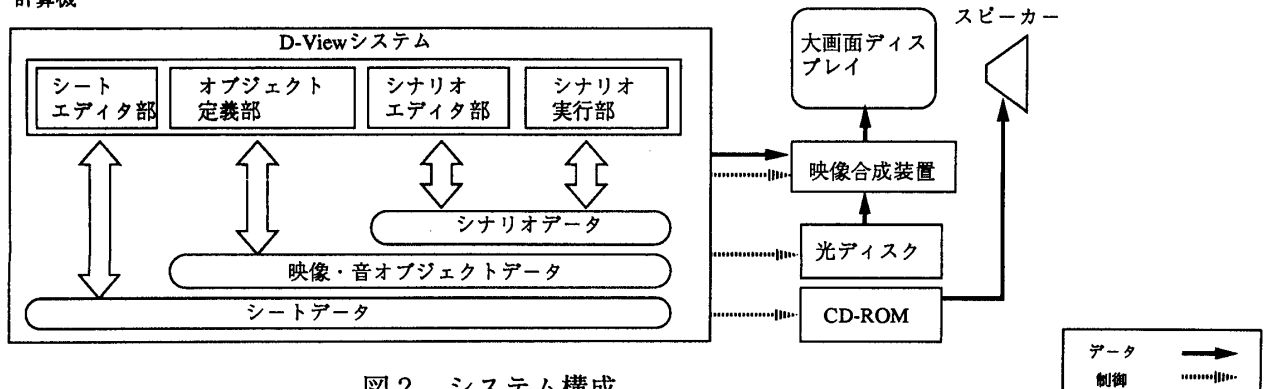 計算機
D-Viewシステム
シート
エディタ部
オブジェクト
定義部
シナリオ
エディタ部
シナリオ
実行部
シナリオデータ
映像・音オブジェクトデータ
シートデータ
大画面ディス
プレイ
スピーカー
映像合成装置
光ディスク
CD-ROM
データ
制御
図2 システム構成